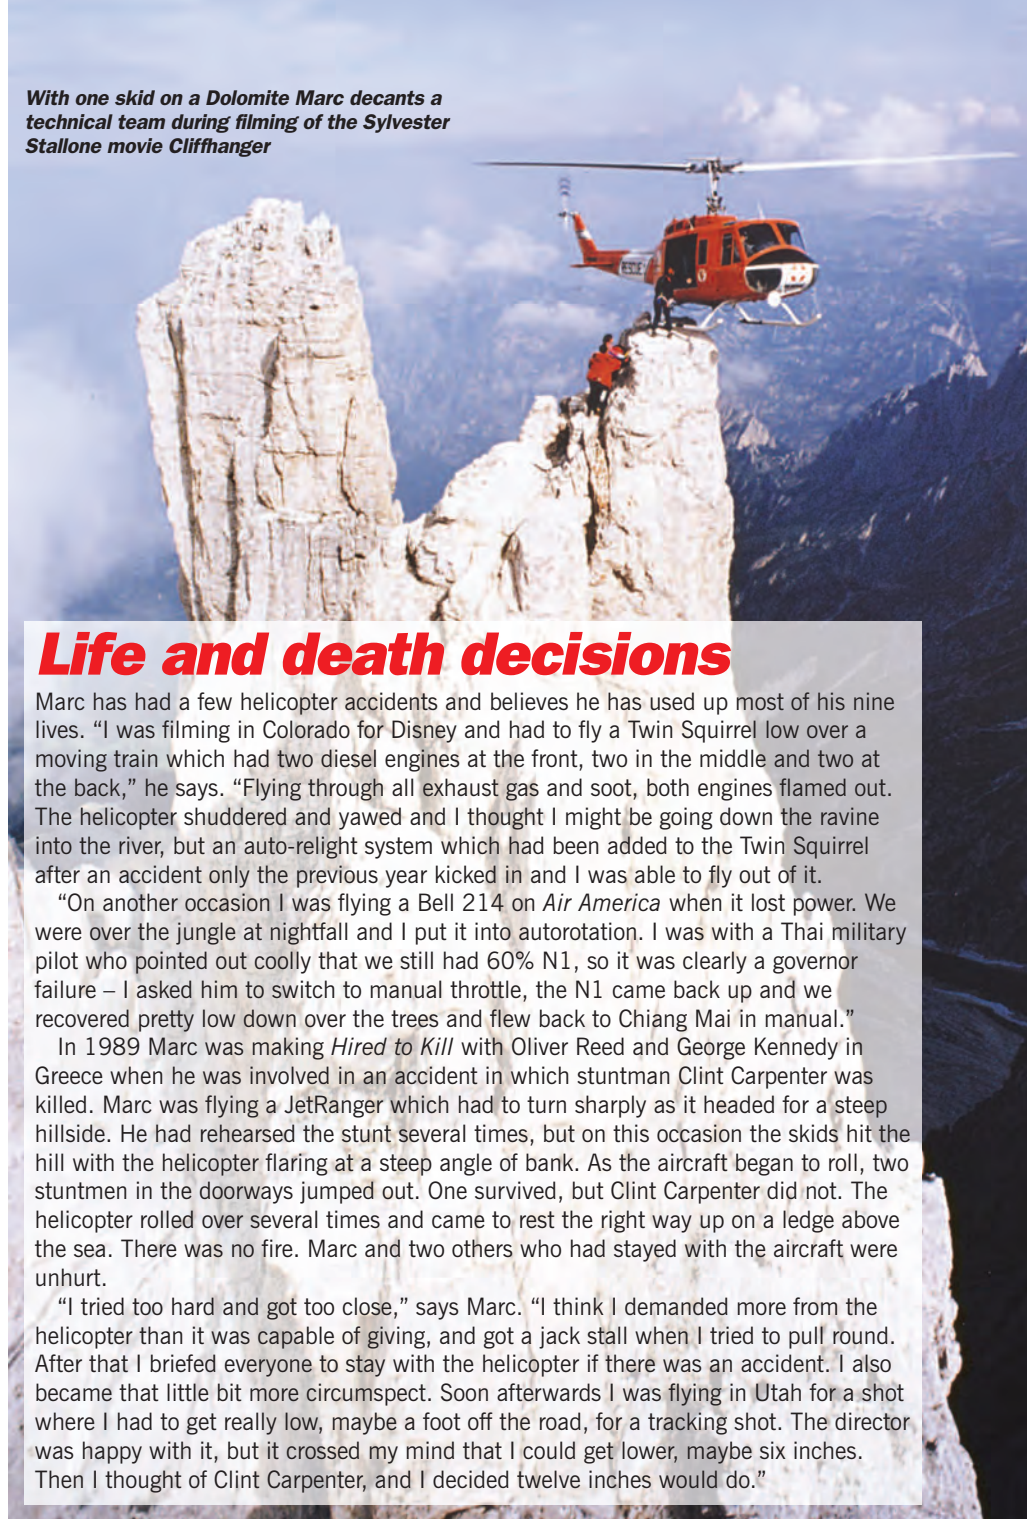 With one skid on a Dolomite Marc decants a
technical team during filming of the Sylvester
Stallone movie Cliffhanger
RESCUE
Life and death decisions
Marc has had a few helicopter accidents and believes he has used up most of his nine
lives. “I was filming in Colorado for Disney and had to fly a Twin Squirrel low over a
moving train which had two diesel engines at the front, two in the middle and two at
the back,” he says. “Flying through all exhaust gas and soot, both engines flamed out.
The helicopter shuddered and yawed and I thought I might be going down the ravine
into the river, but an auto-relight system which had been added to the Twin Squirrel
after an accident only the previous year kicked in and I was able to fly out of it.
“On another occasion I was flying a Bell 214 on Air America when it lost power. We
were over the jungle at nightfall and I put it into autorotation. I was with a Thai military
pilot who pointed out coolly that we still had 60% N1, so it was clearly a governor
failure – I asked him to switch to manual throttle, the N1 came back up and we
recovered pretty low down over the trees and flew back to Chiang Mai in manual.”
In 1989 Marc was making Hired to Kill with Oliver Reed and George Kennedy in
Greece when he was involved in an accident in which stuntman Clint Carpenter was
killed. Marc was flying a JetRanger which had to turn sharply as it headed for a steep
hillside. He had rehearsed the stunt several times, but on this occasion the skids hit the
hill with the helicopter flaring at a steep angle of bank. As the aircraft began to roll, two
stuntmen in the doorways jumped out. One survived, but Clint Carpenter did not. The
helicopter rolled over several times and came to rest the right way up on a ledge above
the sea. There was no fire. Marc and two others who had stayed with the aircraft were
unhurt.
“I tried too hard and got too close,” says Marc. “I think I demanded more from the
helicopter than it was capable of giving, and got a jack stall when I tried to pull round.
After that I briefed everyone to stay with the helicopter if there was an accident. I also
became that little bit more circumspect. Soon afterwards I was flying in Utah for a shot
where I had to get really low, maybe a foot off the road, for a tracking shot. The director
was happy with it, but it crossed my mind that I could get lower, maybe six inches.
Then I thought of Clint Carpenter, and I decided twelve inches would do.”